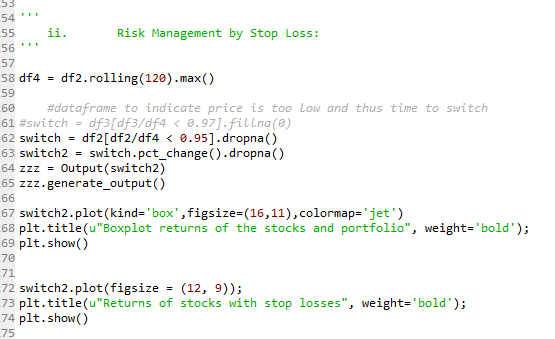 53
54 '''
55     ii.       Risk Management by Stop Loss:
56 '''
57
58 df4 = df2.rolling(120).max()
59
60     #dataframe to indicate price is too low and thus time to switch
61 #switch = df3[df3/df4 < 0.97].fillna(0)
62 switch = df2[df2/df4 < 0.95].dropna()
63 switch2 = switch.pct_change().dropna()
64 zzz = Output(switch2)
65 zzz.generate_output()
66
67 switch2.plot(kind='box',figsize=(16,11),colormap='jet')
68 plt.title(u"Boxplot returns of the stocks and portfolio", weight='bold');
69 plt.show()
70
71
72 switch2.plot(figsize = (12, 9));
73 plt.title(u"Returns of stocks with stop losses", weight='bold');
74 plt.show()
75